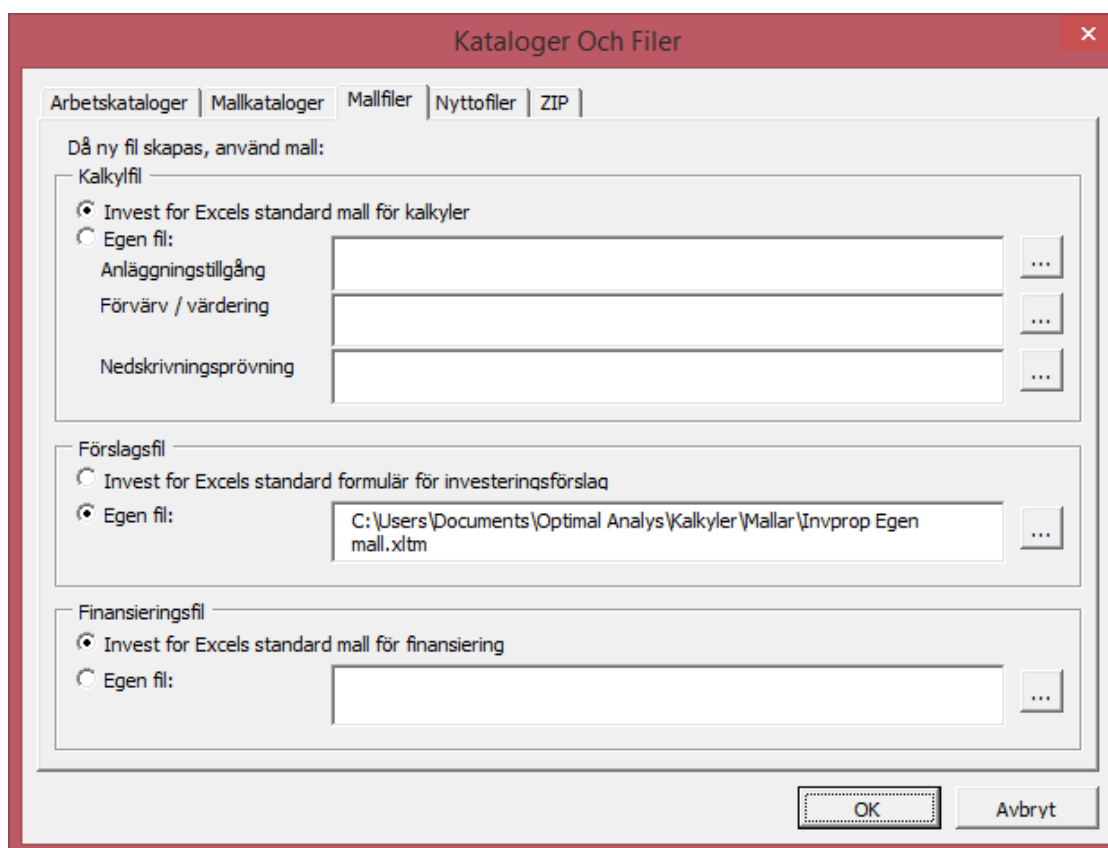 Kataloger Och Filer
Arbetskataloger
Mallkataloger
Mallfiler
Nyttofiler
ZIP
Då ny fil skapas, använd mall:
Kalkylfil
Invest for Excels standard mall för kalkyler
Egen fil:
Anläggningstillgång
...
Förvärv / värdering
...
Nedskrivningsprövning
...
Förslagsfil
Invest for Excels standard formulär för investeringsförslag
Egen fil:
C:\Users\Documents\Optimal Analys\Kalkyler\Mallar\Invprop Egen
mall.xltm
...
Finansieringsfil
Invest for Excels standard mall för finansiering
Egen fil:
...
OK
Avbryt